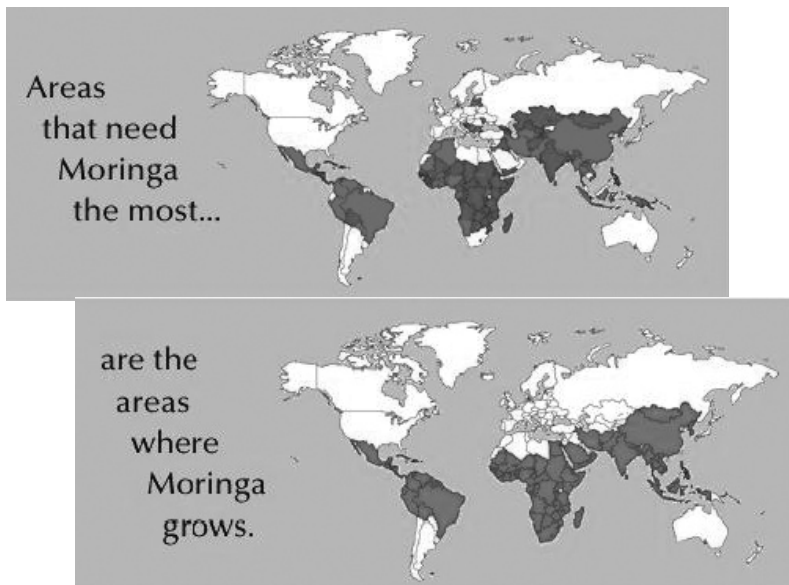 Areas
that need
Moringa
the most...
are the
areas
where
Moringa
grows.